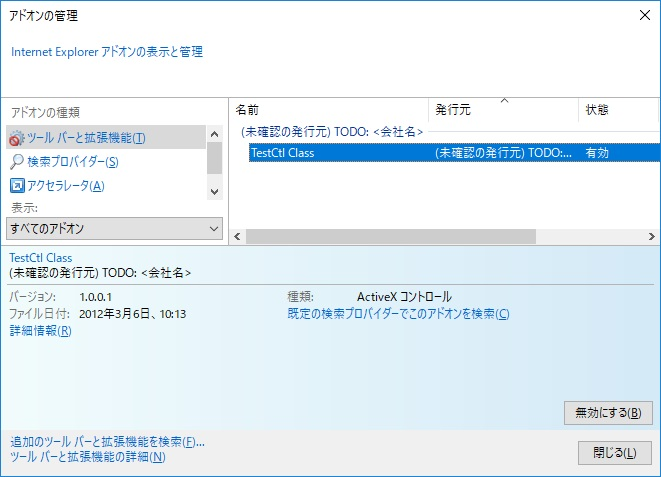 アドオンの管理
Internet Explorer アドオンの表示と管理
アドオンの種類
ツール バーと拡張機能(T)
検索プロバイダー(S)
アクセラレータ(A)
表示:
すべてのアドオン
名前 発行元 状態
(未確認の発行元) TODO: <会社名>
TestCtl Class (未確認の発行元) TODO:... 有効
TestCtl Class
(未確認の発行元) TODO: <会社名>
バージョン: 1.0.0.1 種類: ActiveX コントロール
ファイル日付: 2012年3月6日、10:13 既定の検索プロバイダーでこのアドオンを検索(C)
詳細情報(R)
無効にする(B)
追加のツール バーと拡張機能を検索(F)...
ツール バーと拡張機能の詳細(N)
閉じる(L)